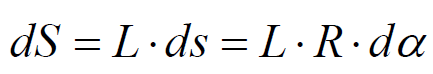 dS = L · ds = L · R · dα